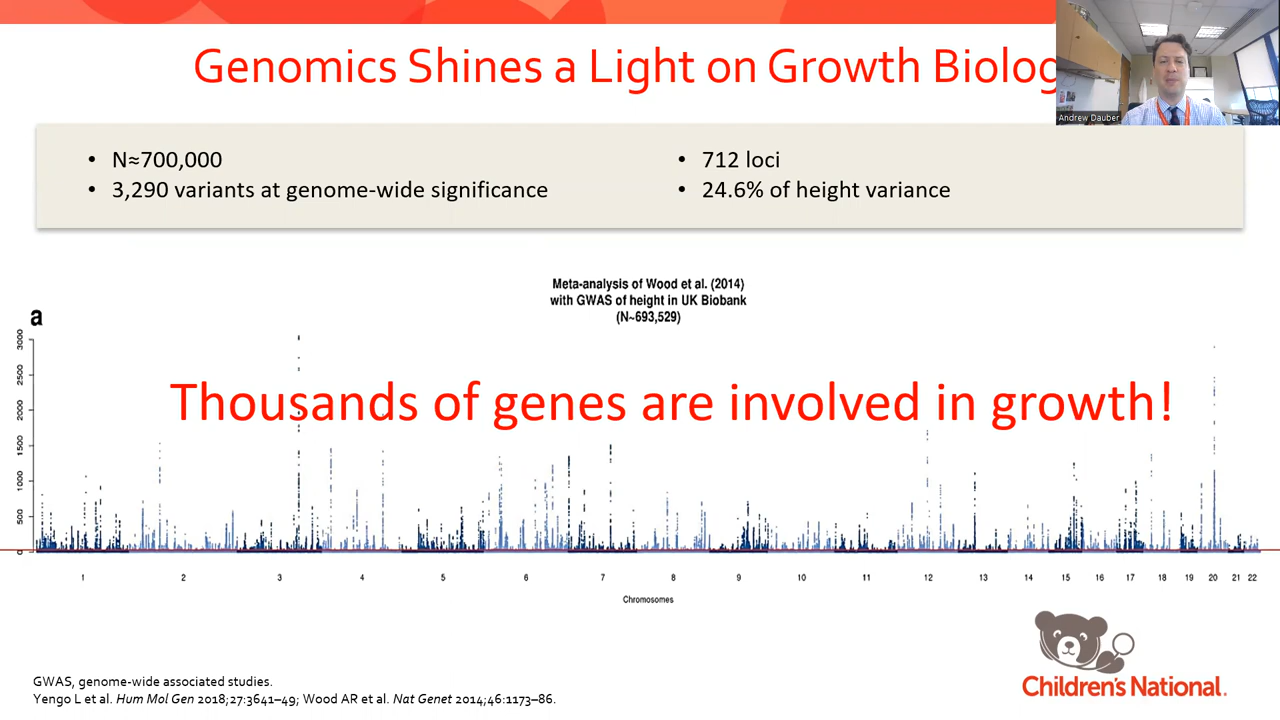 Genomics Shines a Light on Growth Biolog
Andrew Dauber
• N≈700,000
• 3,290 variants at genome-wide significance
• 712 loci
• 24.6% of height variance
Meta-analysis of Wood et al. (2014)
with GWAS of height in UK Biobank
(N~693,529)
a
3000
2500
2000
1500
1000
500
0
Thousands of genes are involved in growth!
1 2 3 4 5 6 7 8 9 10 11 12 13 14 15 16 17 18 19 20 21 22
Chromosomes
Children's National.
GWAS, genome-wide associated studies.
Yengo L et al. Hum Mol Gen 2018;27:3641–49; Wood AR et al. Nat Genet 2014;46:1173–86.